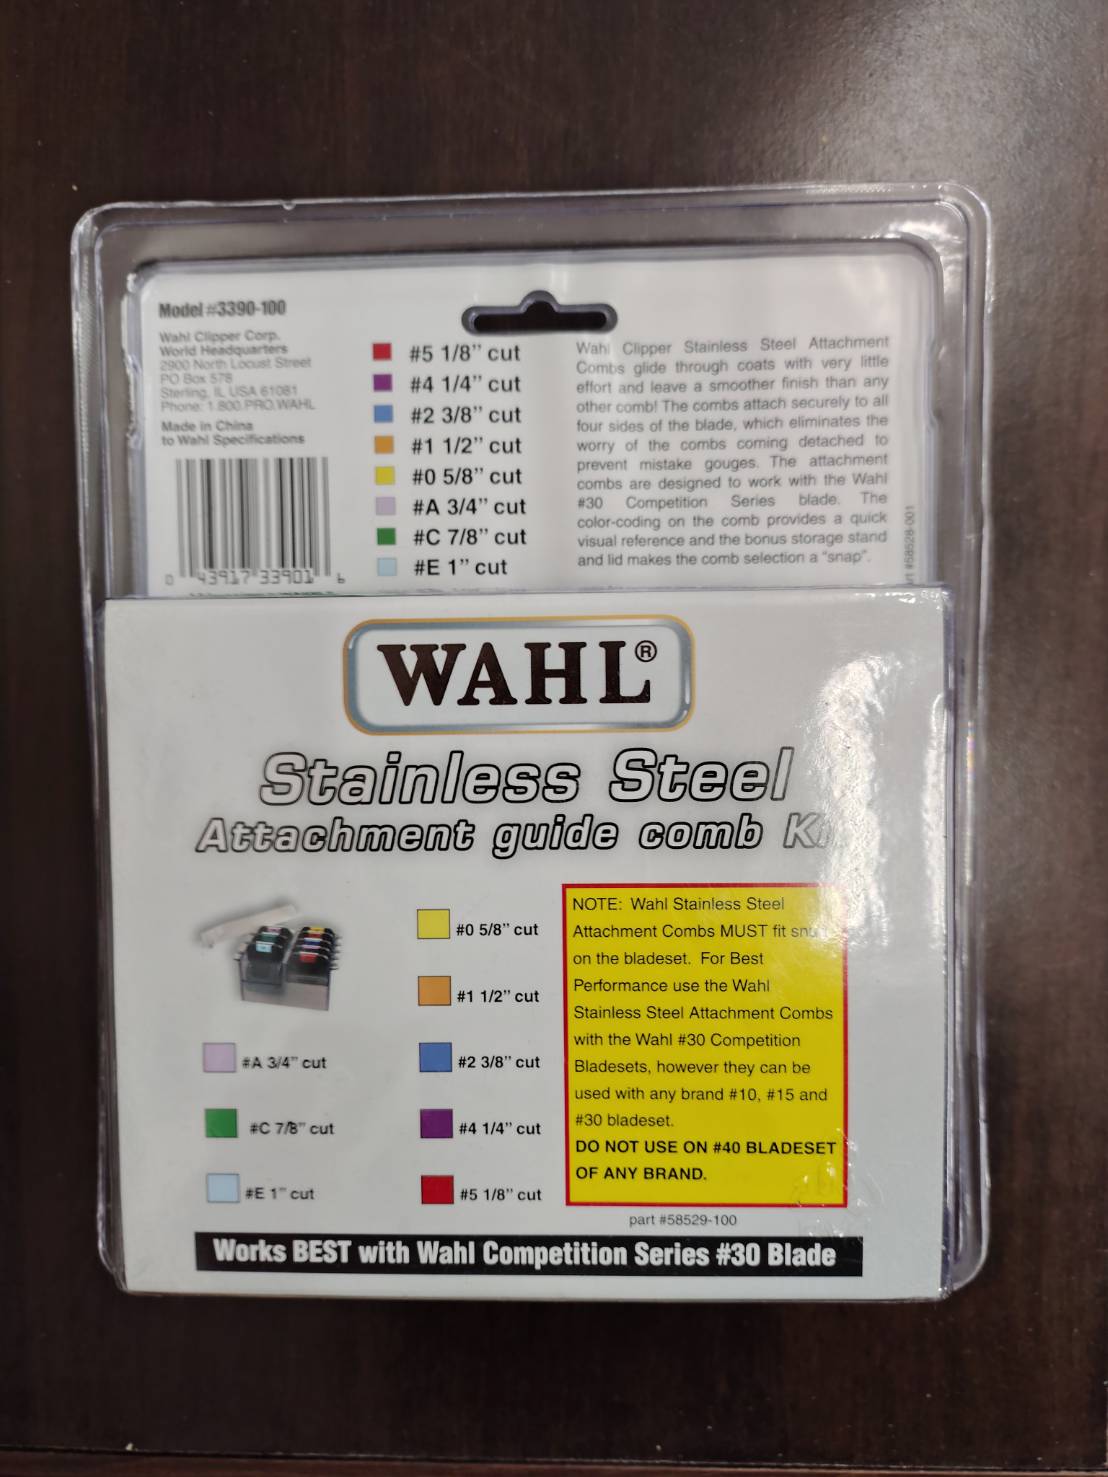 Model #3390-100
Wahl Clipper Corp.
World Headquarters
2900 North Locust Street
PO Box 578
Sterling, IL USA 61081
Phone: 1.800.PRO.WAHL
Made in China
to Wahl Specifications
0 43917 33901 6
#5 1/8" cut
#4 1/4" cut
#2 3/8" cut
#1 1/2" cut
#0 5/8" cut
#A 3/4" cut
#C 7/8" cut
#E 1" cut
Wahl Clipper Stainless Steel Attachment
Combs glide through coats with very little
effort and leave a smoother finish than any
other comb! The combs attach securely to all
four sides of the blade, which eliminates the
worry of the combs coming detached to
prevent mistake gouges. The attachment
combs are designed to work with the Wahl
#30 Competition Series blade. The
color-coding on the comb provides a quick
visual reference and the bonus storage stand
and lid makes the comb selection a "snap".
#58528-001
WAHL®
Stainless Steel
Attachment guide comb
#0 5/8" cut
#1 1/2" cut
#A 3/4" cut
#2 3/8" cut
#C 7/8" cut
#4 1/4" cut
#E 1" cut
#5 1/8" cut
NOTE: Wahl Stainless Steel
Attachment Combs MUST fit
on the bladeset. For Best
Performance use the Wahl
Stainless Steel Attachment Combs
with the Wahl #30 Competition
Bladesets, however they can be
used with any brand #10, #15 and
#30 bladeset.
DO NOT USE ON #40 BLADESET
OF ANY BRAND.
part #58529-100
Works BEST with Wahl Competition Series #30 Blade